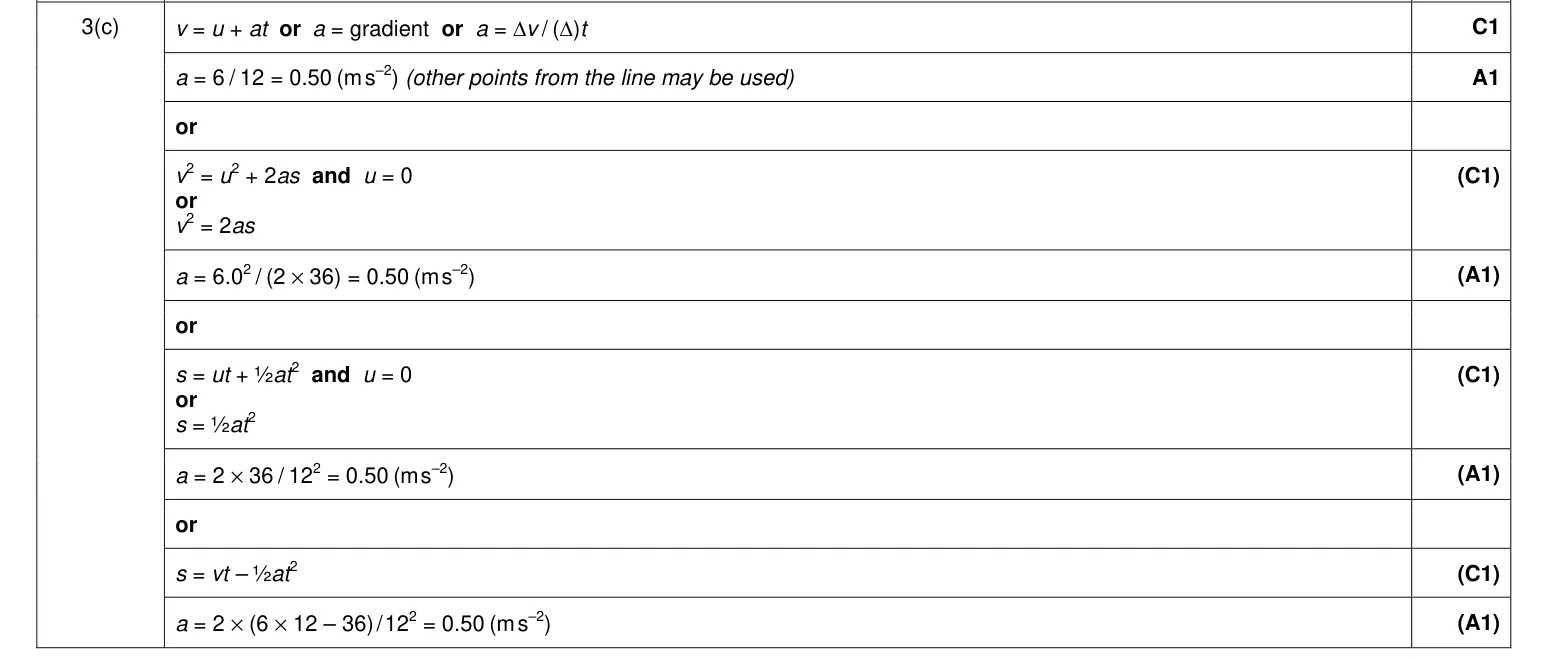 3(c) v = u + at or a = gradient or a = Δv / (Δ)t C1
a = 6 / 12 = 0.50 (m s⁻²) (other points from the line may be used) A1
or
v² = u² + 2as and u = 0 (C1)
or
v² = 2as
a = 6.0² / (2 × 36) = 0.50 (m s⁻²) (A1)
or
s = ut + ½at² and u = 0 (C1)
or
s = ½at²
a = 2 × 36 / 12² = 0.50 (m s⁻²) (A1)
or
s = vt – ½at² (C1)
a = 2 × (6 × 12 – 36) / 12² = 0.50 (m s⁻²) (A1)